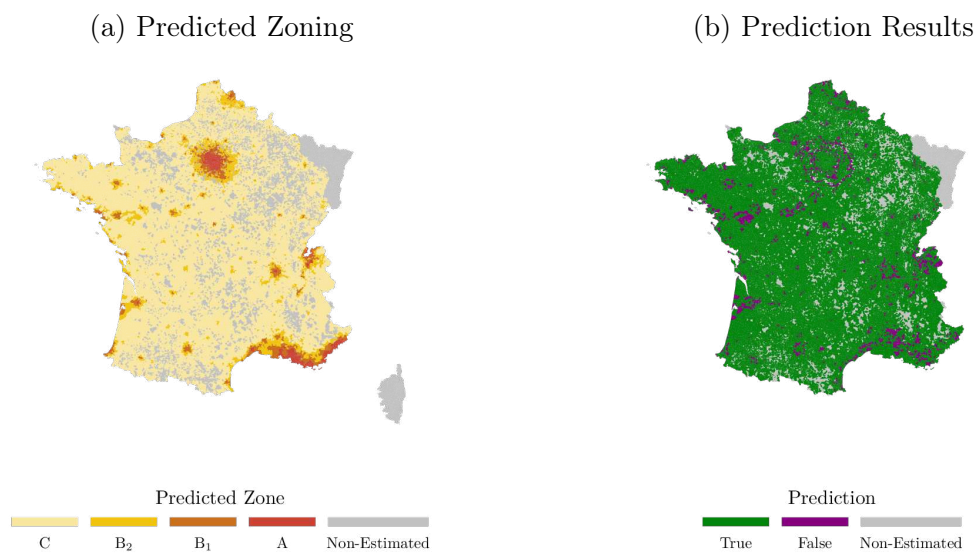 (a) Predicted Zoning
(b) Prediction Results
Predicted Zone
C B₂ B₁ A Non-Estimated
Prediction
True False Non-Estimated